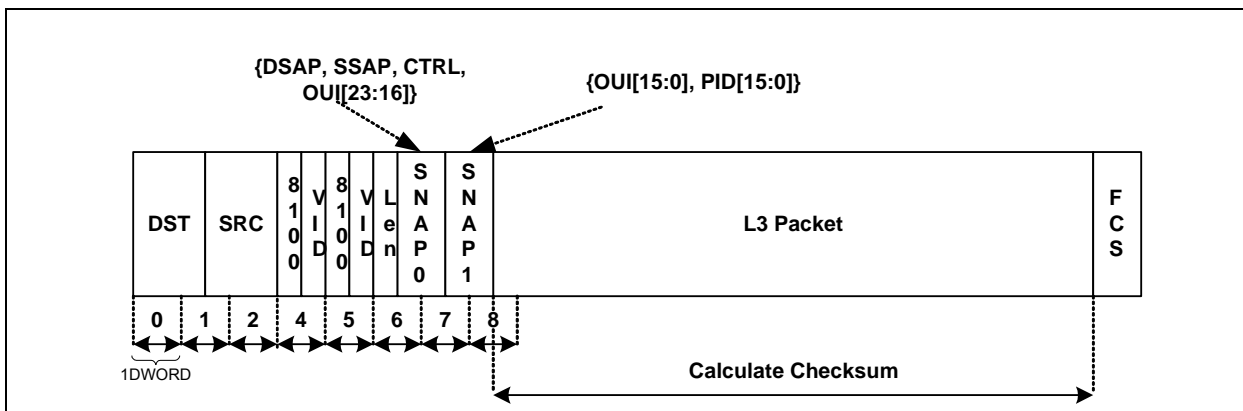 {DSAP, SSAP, CTRL,
OUI[23:16]}
{OUI[15:0], PID[15:0]}
DST
SRC
8100
VID
8100
VID
Len
SNAP0
SNAP1
L3 Packet
FCS
0 1 2 4 5 6 7 8
1DWORD
Calculate Checksum